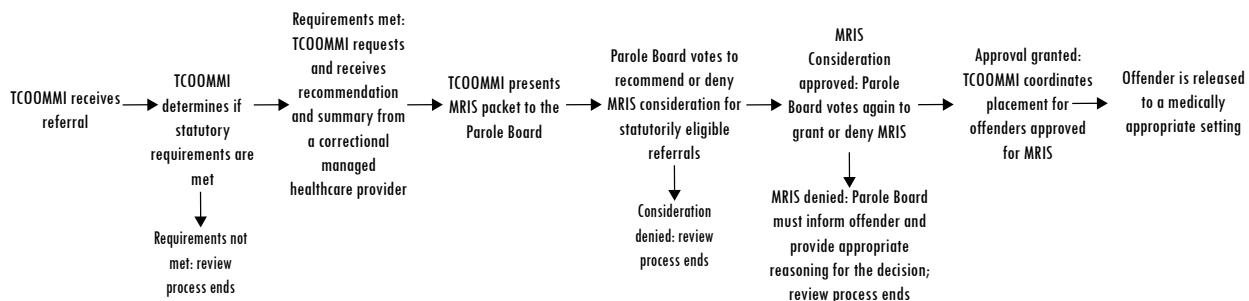 TCOOMMI receives
referral
TCOOMMI
determines if
statutory
requirements are
met
Requirements not
met: review
process ends
Requirements met:
TCOOMMI requests
and receives
recommendation
and summary from
a correctional
managed
healthcare provider
TCOOMMI presents
MRIS packet to the
Parole Board
Parole Board votes to
recommend or deny
MRIS consideration for
statutorily eligible
referrals
Consideration
denied: review
process ends
MRIS
Consideration
approved: Parole
Board votes again to
grant or deny MRIS
MRIS denied: Parole Board
must inform offender and
provide appropriate
reasoning for the decision;
review process ends
Approval granted:
TCOOMMI coordinates
placement for
offenders approved
for MRIS
Offender is released
to a medically
appropriate setting